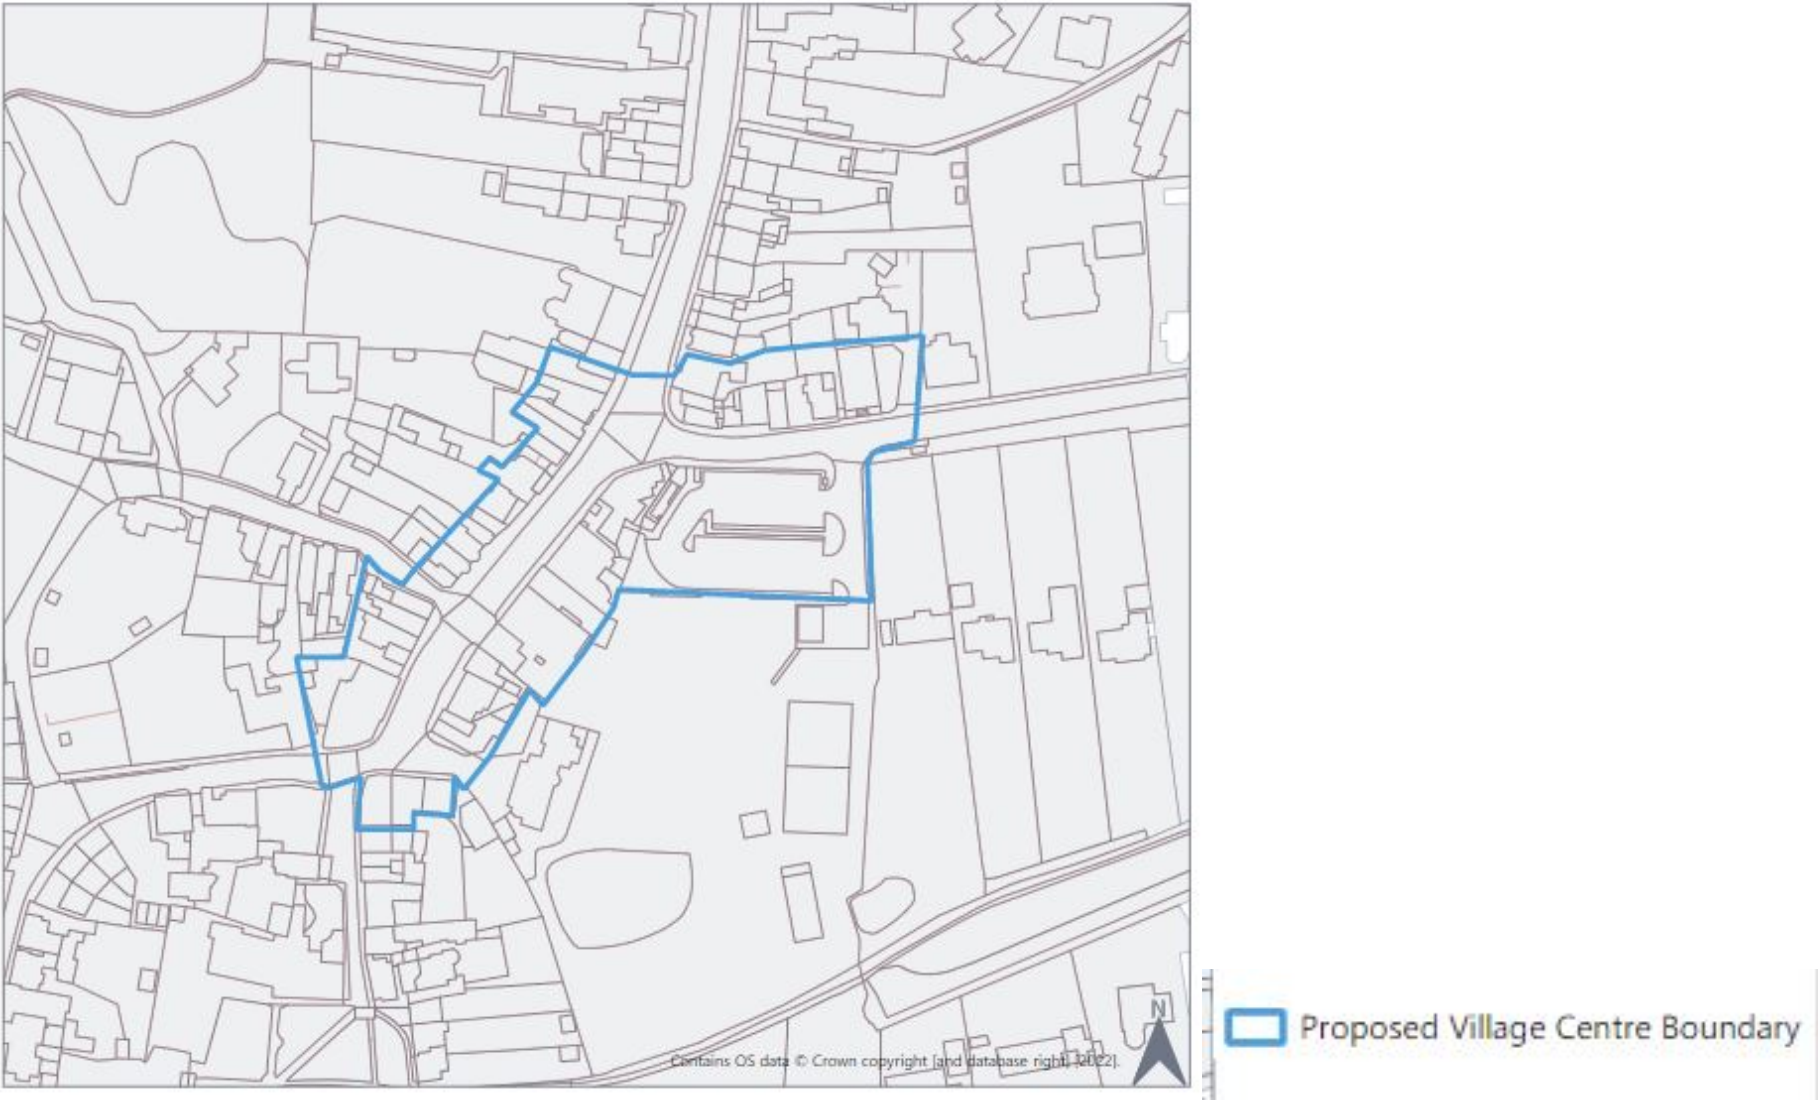 N
Contains OS data © Crown copyright [and database right] [2022].
Proposed Village Centre Boundary